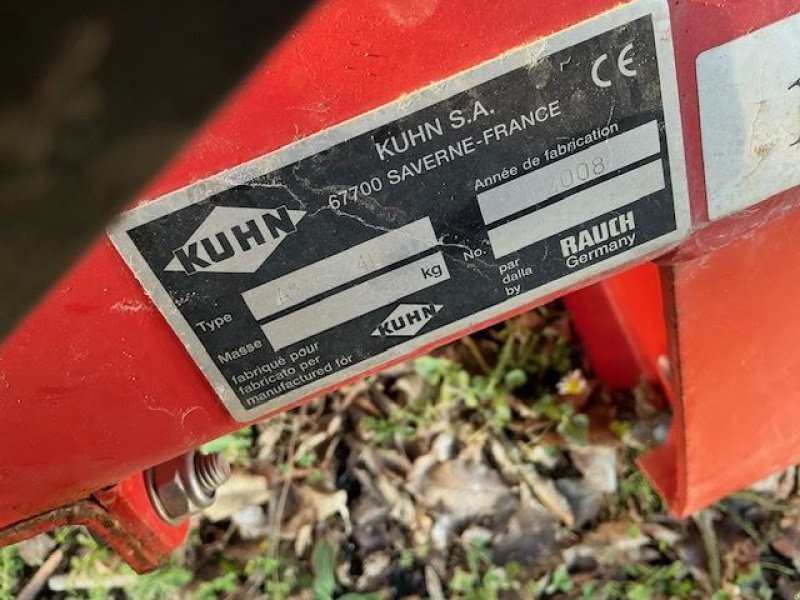 KUHN S.A.
67700 SAVERNE-FRANCE
CE
KUHN
Année de fabrication
2008
Type
Masse kg
No.
fabriqué pour
fabricato per
manufactured for
KUHN
par
dalla
by
RAUCH
Germany